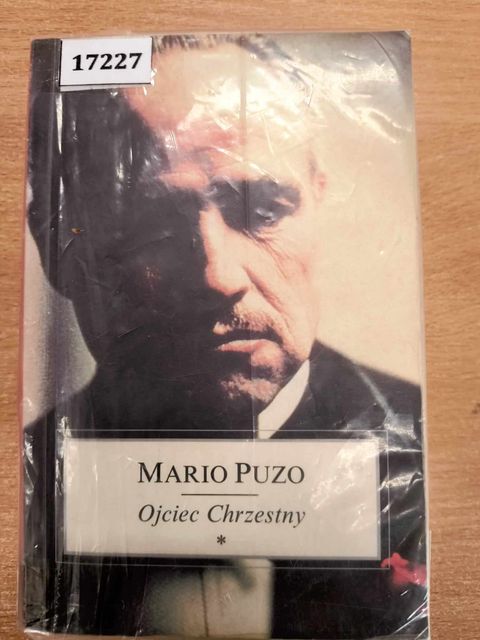 17227
MARIO PUZO
Ojciec Chrzestny
*